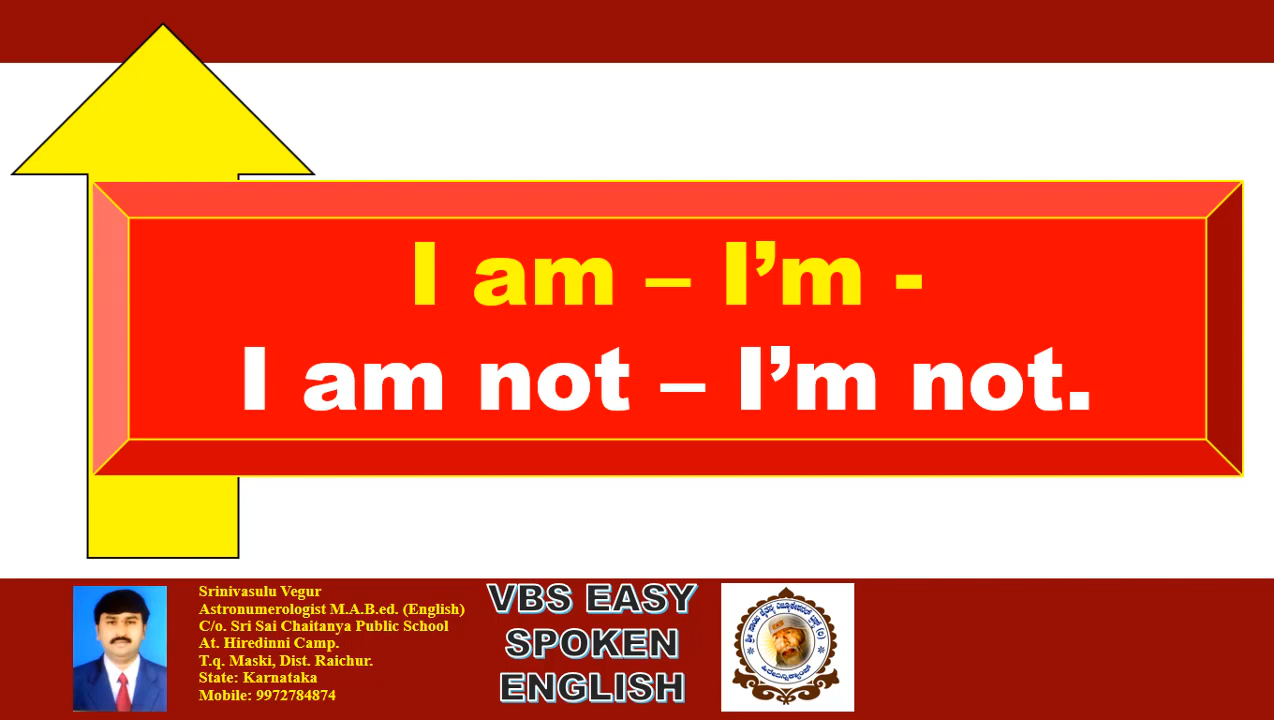 I am – I’m -
I am not – I’m not.
Srinivasulu Vegur
Astronumerologist M.A.B.ed. (English)
C/o. Sri Sai Chaitanya Public School
At. Hiredinni Camp.
T.q. Maski, Dist. Raichur.
State: Karnataka
Mobile: 9972784874
VBS EASY
SPOKEN
ENGLISH